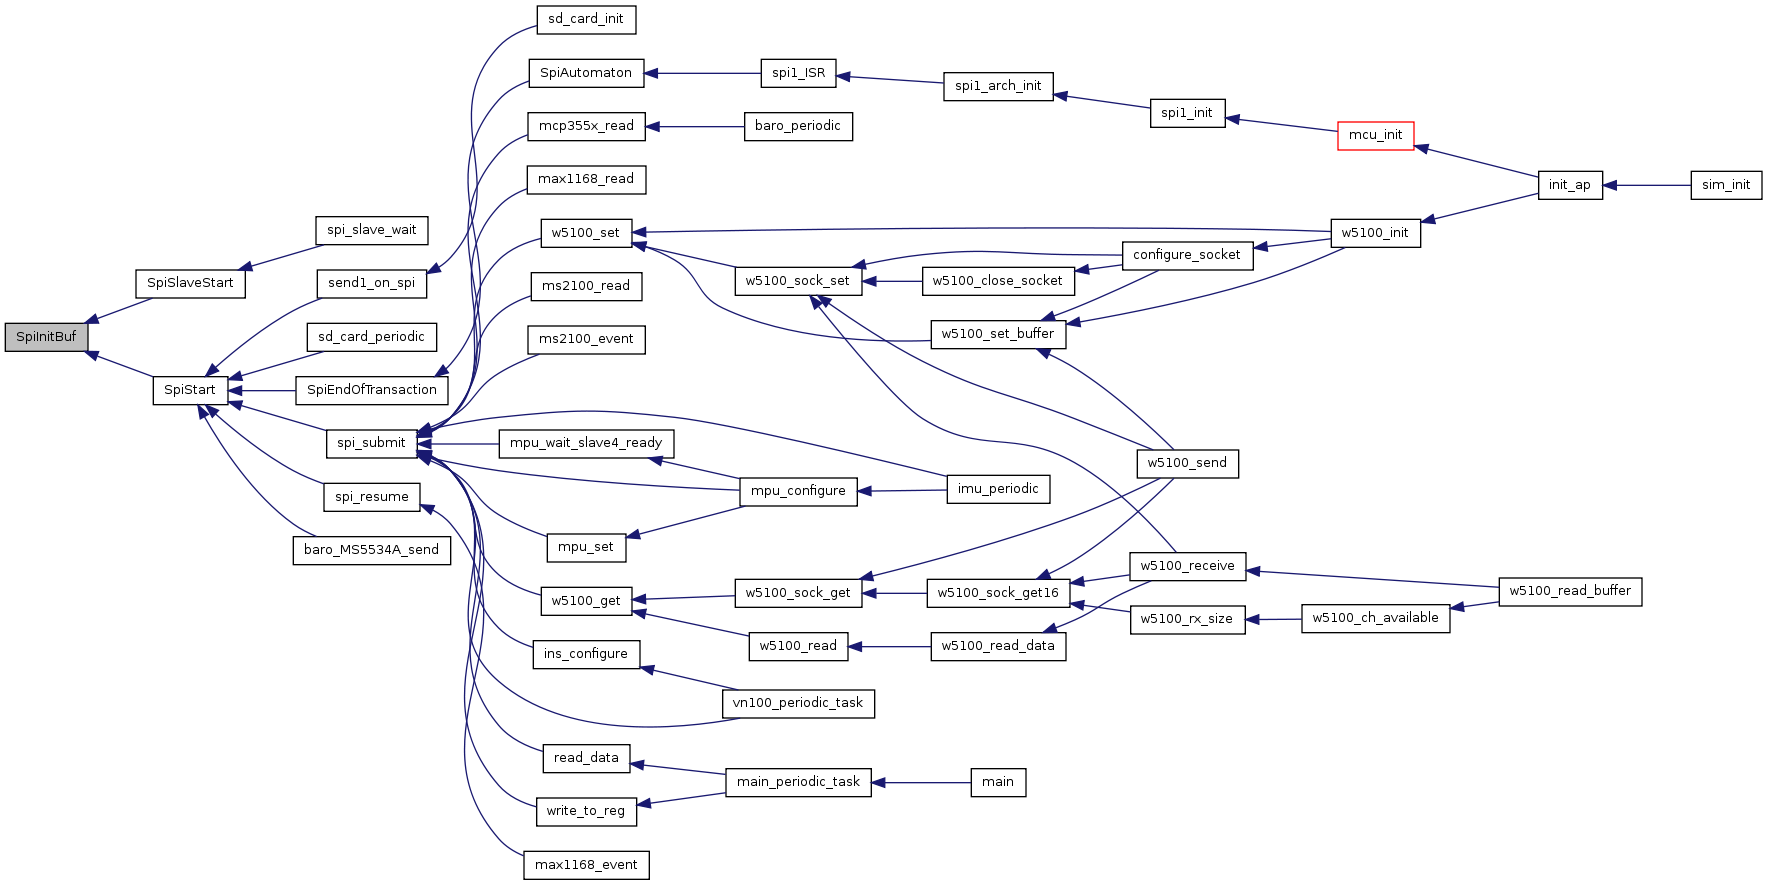 sd_card_init
SpiAutomaton
spi1_ISR
spi1_arch_init
spi1_init
mcp355x_read
baro_periodic
mcu_init
max1168_read
init_ap
sim_init
spi_slave_wait
w5100_set
w5100_init
configure_socket
SpiSlaveStart
send1_on_spi
ms2100_read
w5100_sock_set
w5100_close_socket
SpiInitBuf
sd_card_periodic
ms2100_event
w5100_set_buffer
SpiStart
SpiEndOfTransaction
spi_submit
mpu_wait_slave4_ready
w5100_send
spi_resume
mpu_configure
imu_periodic
baro_MS5534A_send
mpu_set
w5100_receive
w5100_get
w5100_sock_get
w5100_sock_get16
w5100_read_buffer
w5100_rx_size
w5100_ch_available
ins_configure
w5100_read
w5100_read_data
vn100_periodic_task
read_data
main_periodic_task
main
write_to_reg
max1168_event